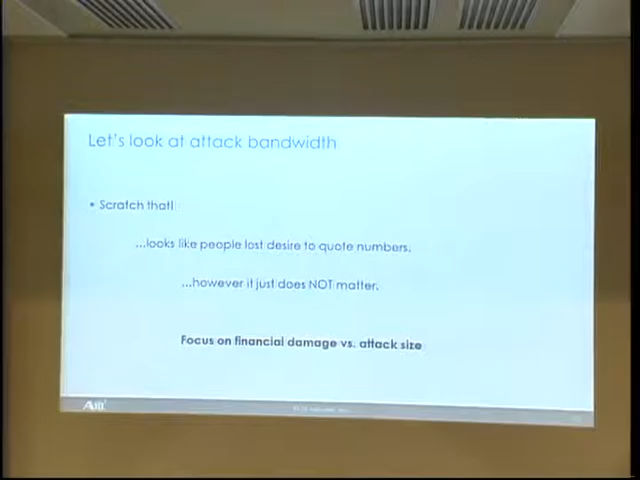 Let's look at attack bandwidth
• Scratch that!
...looks like people lost desire to quote numbers.
...however it just does NOT matter.
Focus on financial damage vs. attack size